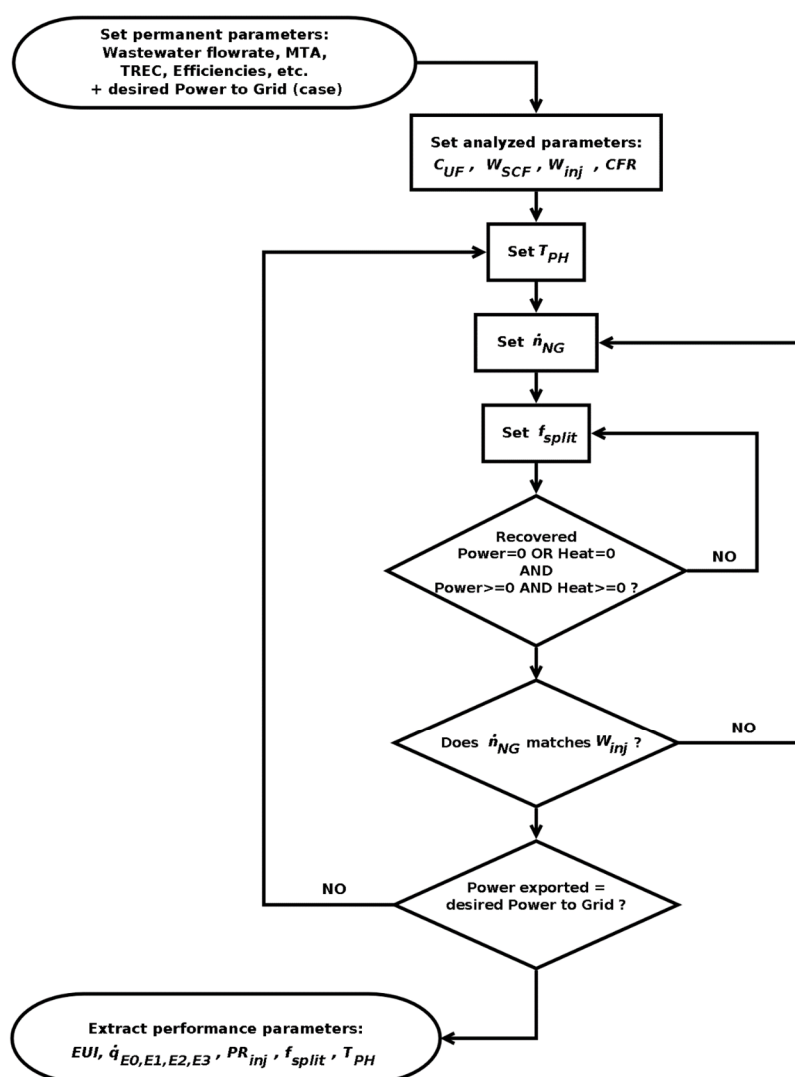 Set permanent parameters:
Wastewater flowrate, MTA,
TREC, Efficiencies, etc.
+ desired Power to Grid (case)
Set analyzed parameters:
C_UF , W_SCF , W_inj , CFR
Set T_PH
Set ṅ_NG
Set f_split
Recovered
Power=0 OR Heat=0
AND
Power>=0 AND Heat>=0 ?
NO
Does ṅ_NG matches W_inj ?
NO
Power exported =
desired Power to Grid ?
NO
Extract performance parameters:
EUI, q̇_E0,E1,E2,E3 , PR_inj , f_split , T_PH